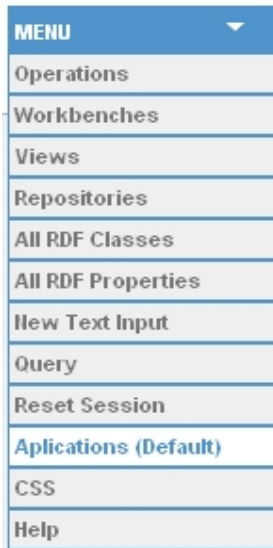 MENU
Operations
Workbenches
Views
Repositories
All RDF Classes
All RDF Properties
New Text Input
Query
Reset Session
Aplications (Default)
CSS
Help